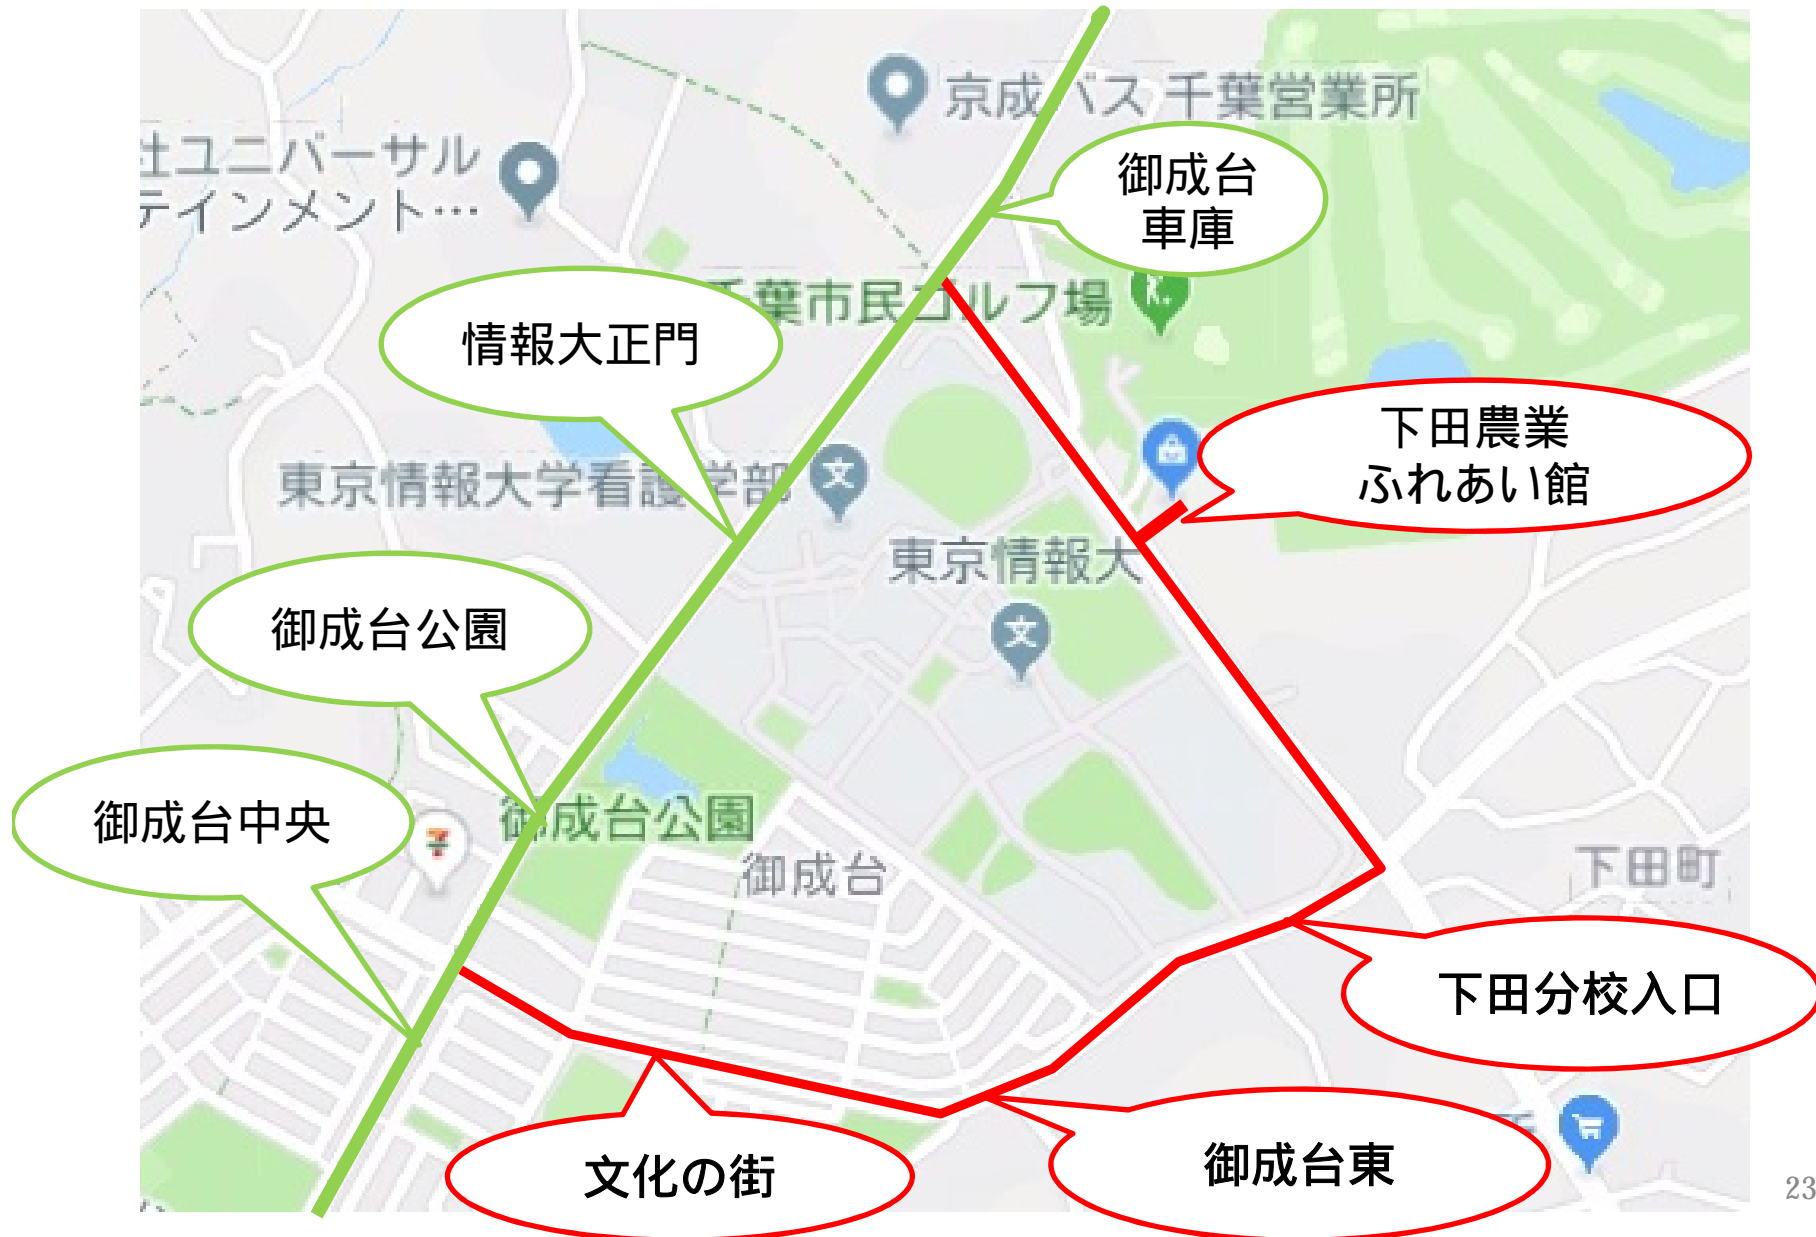 京成バス 千葉営業所
社ユニバーサル
テインメント…
御成台
車庫
千葉市民ゴルフ場
情報大正門
下田農業
ふれあい館
東京情報大学看護学部
東京情報大
御成台公園
御成台中央
御成台公園
御成台
下田町
下田分校入口
文化の街
御成台東
23